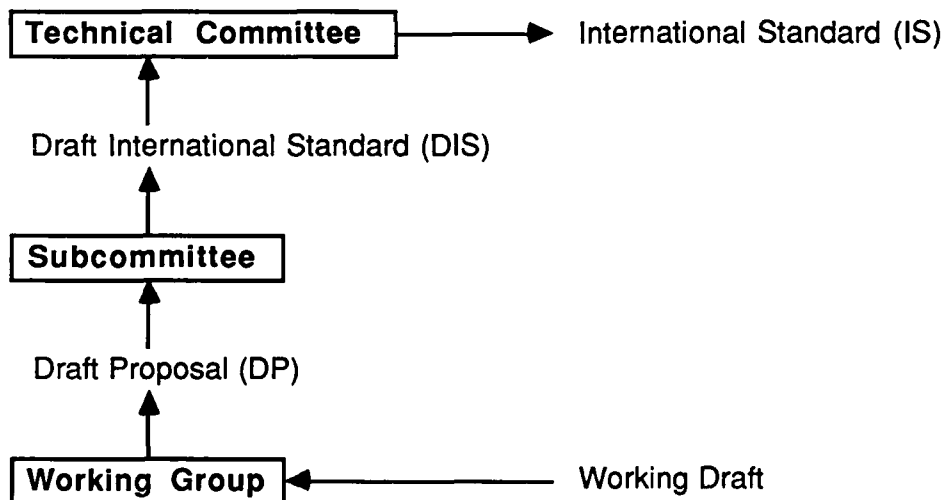 Technical Committee
International Standard (IS)
Draft International Standard (DIS)
Subcommittee
Draft Proposal (DP)
Working Group
Working Draft